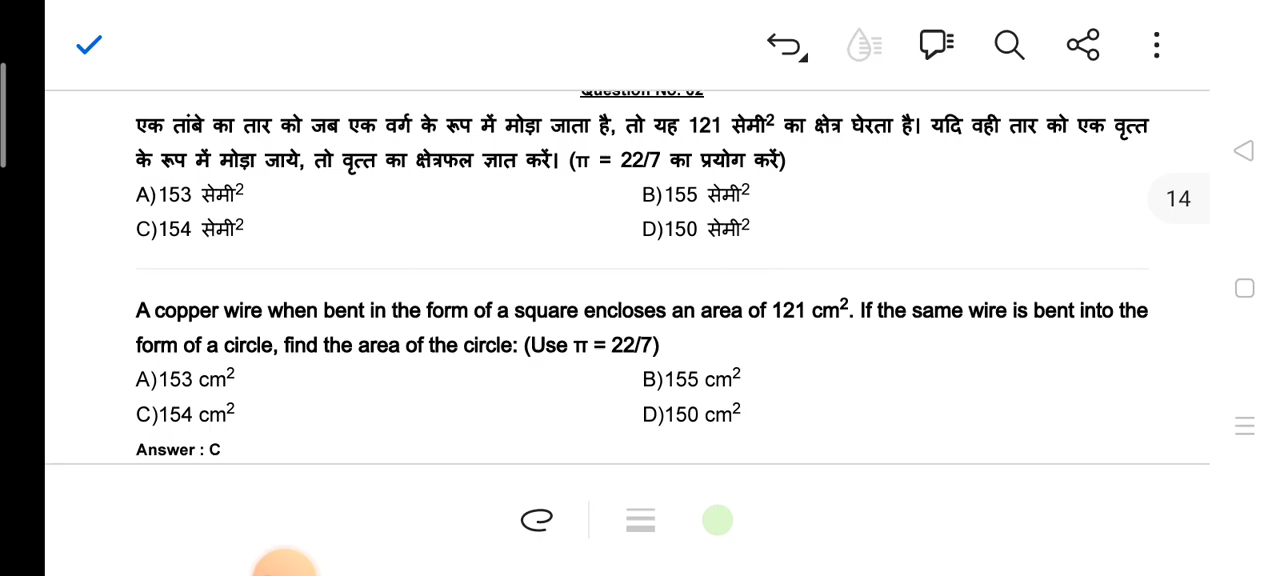 Question No. 02
एक तांबे का तार को जब एक वर्ग के रूप में मोड़ा जाता है, तो यह 121 सेमी² का क्षेत्र घेरता है। यदि वही तार को एक वृत्त
के रूप में मोड़ा जाये, तो वृत्त का क्षेत्रफल ज्ञात करें। (π = 22/7 का प्रयोग करें)
A)153 सेमी² B)155 सेमी²
14
C)154 सेमी² D)150 सेमी²
A copper wire when bent in the form of a square encloses an area of 121 cm². If the same wire is bent into the
form of a circle, find the area of the circle: (Use π = 22/7)
A)153 cm² B)155 cm²
C)154 cm² D)150 cm²
Answer : C